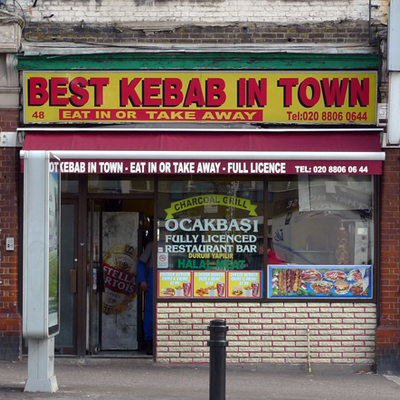 BEST KEBAB IN TOWN
48 EAT IN OR TAKE AWAY Tel:020 8806 0644
KEBAB IN TOWN - EAT IN OR TAKE AWAY - FULL LICENCE TEL: 020 8806 06 44
CHARCOAL GRILL
OCAKBAŞI
FULLY LICENCED
RESTAURANT BAR
DURUM YAPILIR
HALAL MEAT
STELLA
ARTOIS